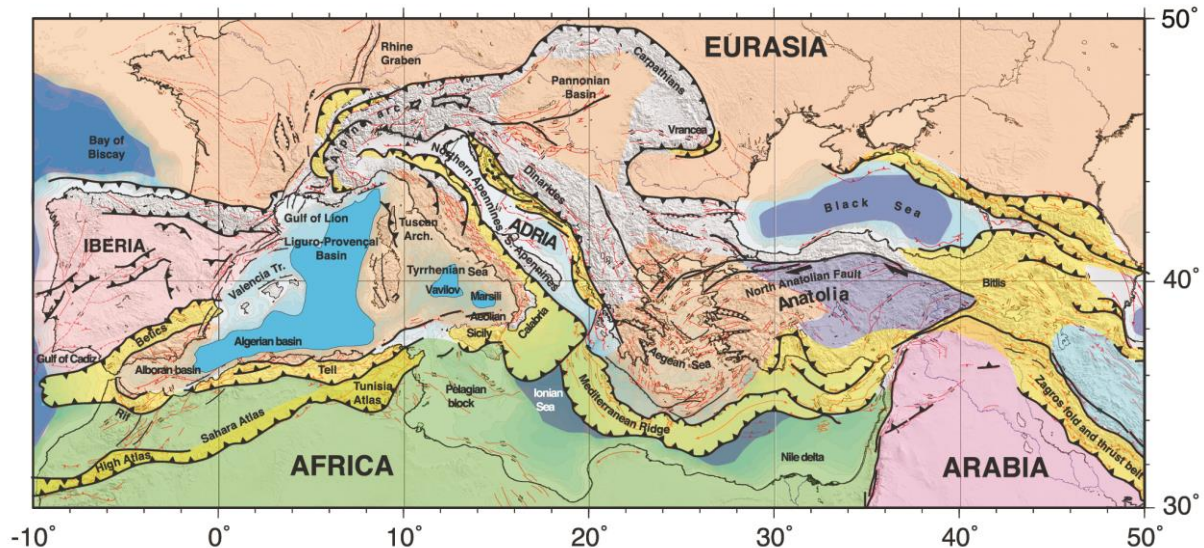 EURASIA
50°
Rhine
Graben
Carpathians
Pannonian
Basin
Bay of
Biscay
Alpine arc
Vrancea
Northern Apennines
Dinarides
Gulf of Lion
Tuscan
Arch.
ADRIA
Black Sea
IBERIA
Liguro-Provençal
Basin
S. Apennines
Valencia Tr.
Tyrrhenian Sea
Vavilov
Marsili
Aeolian
North Anatolian Fault
Anatolia
Bitlis
40°
Betics
Calabria
Sicily
Gulf of Cadiz
Algerian basin
Alboran basin
Tell
Aegean Sea
Tunisia
Atlas
Pelagian
block
Ionian
Sea
Mediterranean Ridge
Zagros fold and thrust belt
Rif
Sahara Atlas
High Atlas
AFRICA
Nile delta
ARABIA
30°
-10°
0°
10°
20°
30°
40°
50°